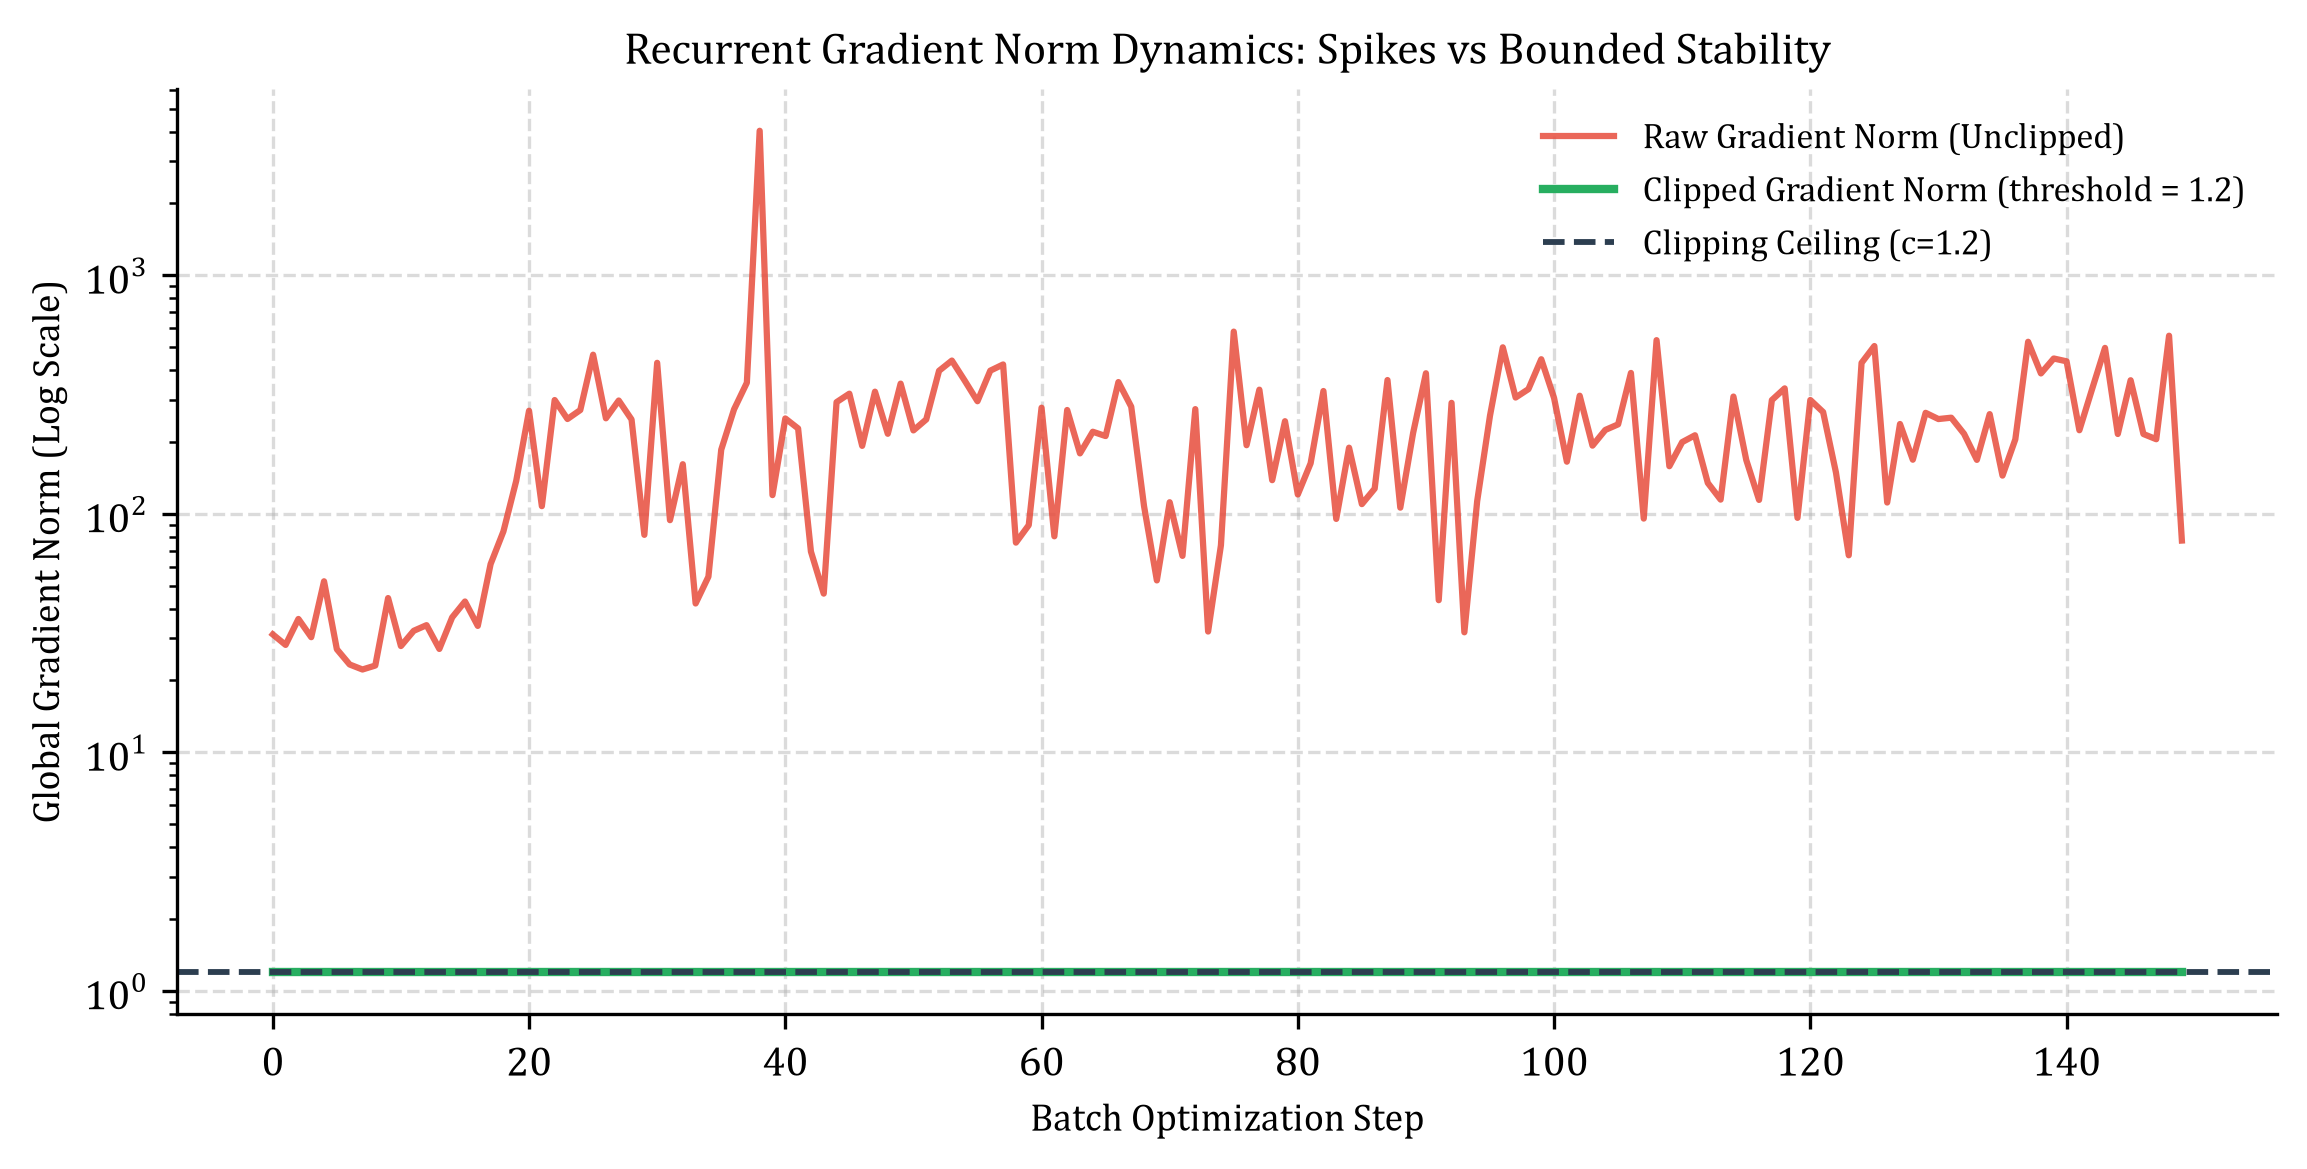 Recurrent Gradient Norm Dynamics: Spikes vs Bounded Stability
Raw Gradient Norm (Unclipped)
Clipped Gradient Norm (threshold = 1.2)
Clipping Ceiling (c=1.2)
Global Gradient Norm (Log Scale)
10³
10²
10¹
10⁰
0 20 40 60 80 100 120 140
Batch Optimization Step